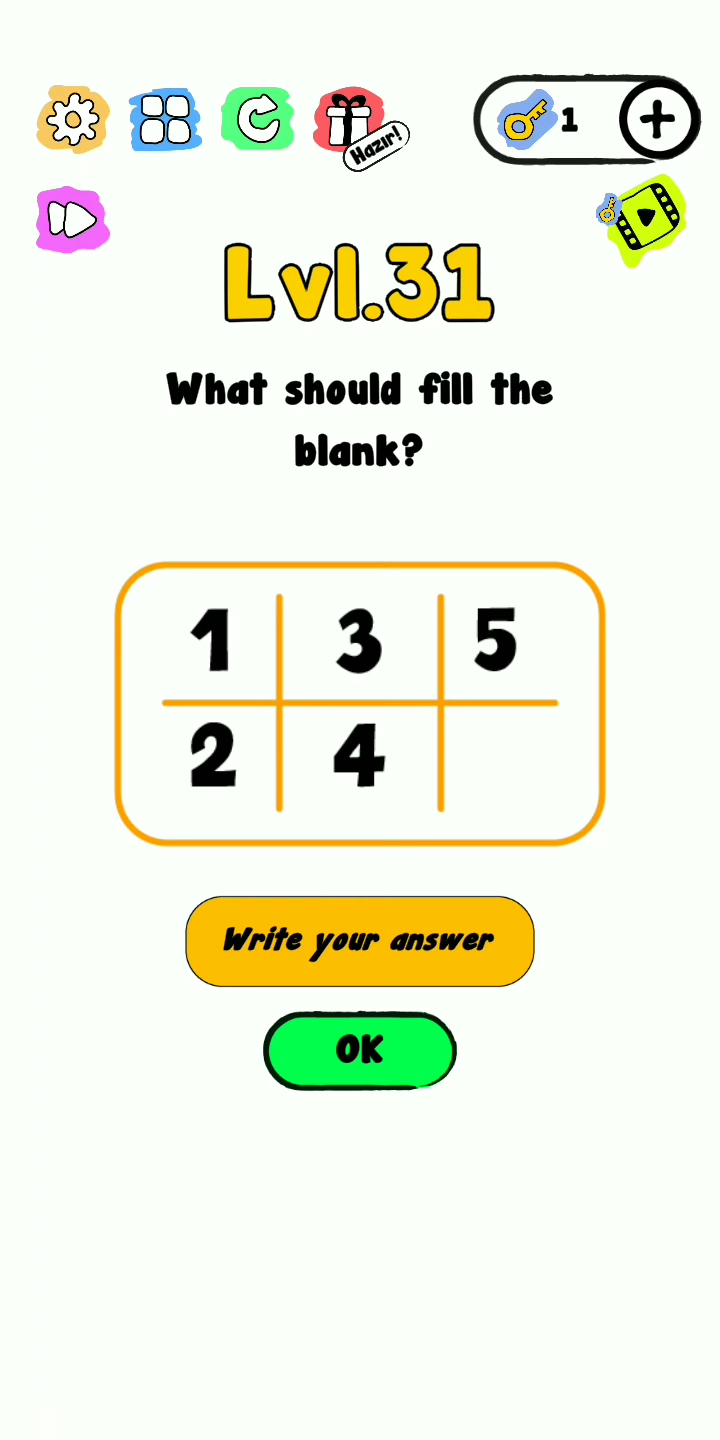 1
Hazır!
Lvl.31
What should fill the
blank?
1 3 5
2 4
Write your answer
OK